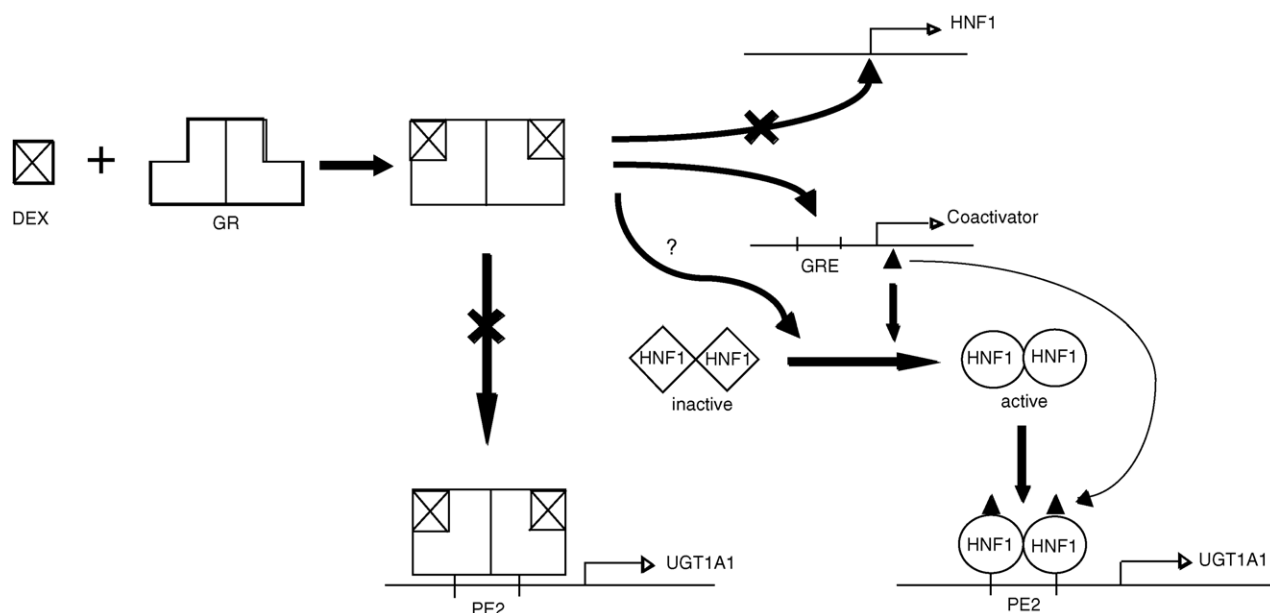 HNF1
DEX
+
GR
Coactivator
GRE
?
HNF1 HNF1
inactive
HNF1 HNF1
active
HNF1 HNF1
UGT1A1
PE2
UGT1A1
PE2